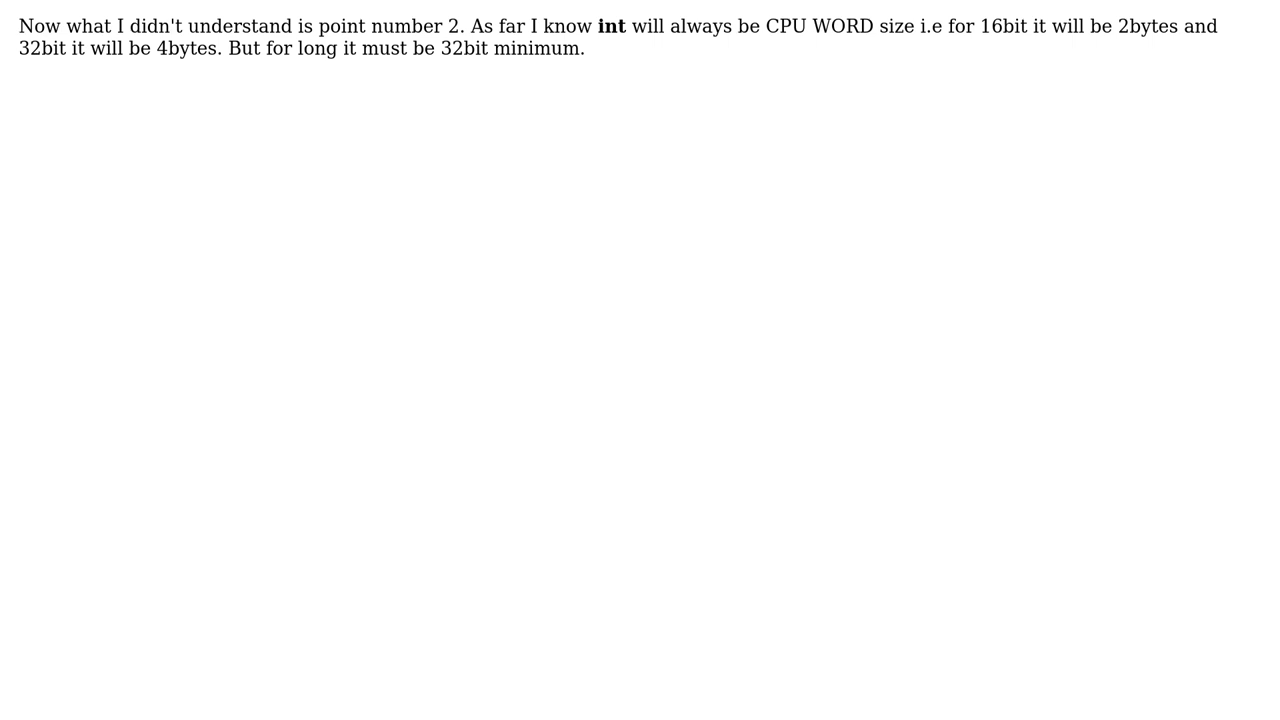 Now what I didn't understand is point number 2. As far I know int will always be CPU WORD size i.e for 16bit it will be 2bytes and
32bit it will be 4bytes. But for long it must be 32bit minimum.